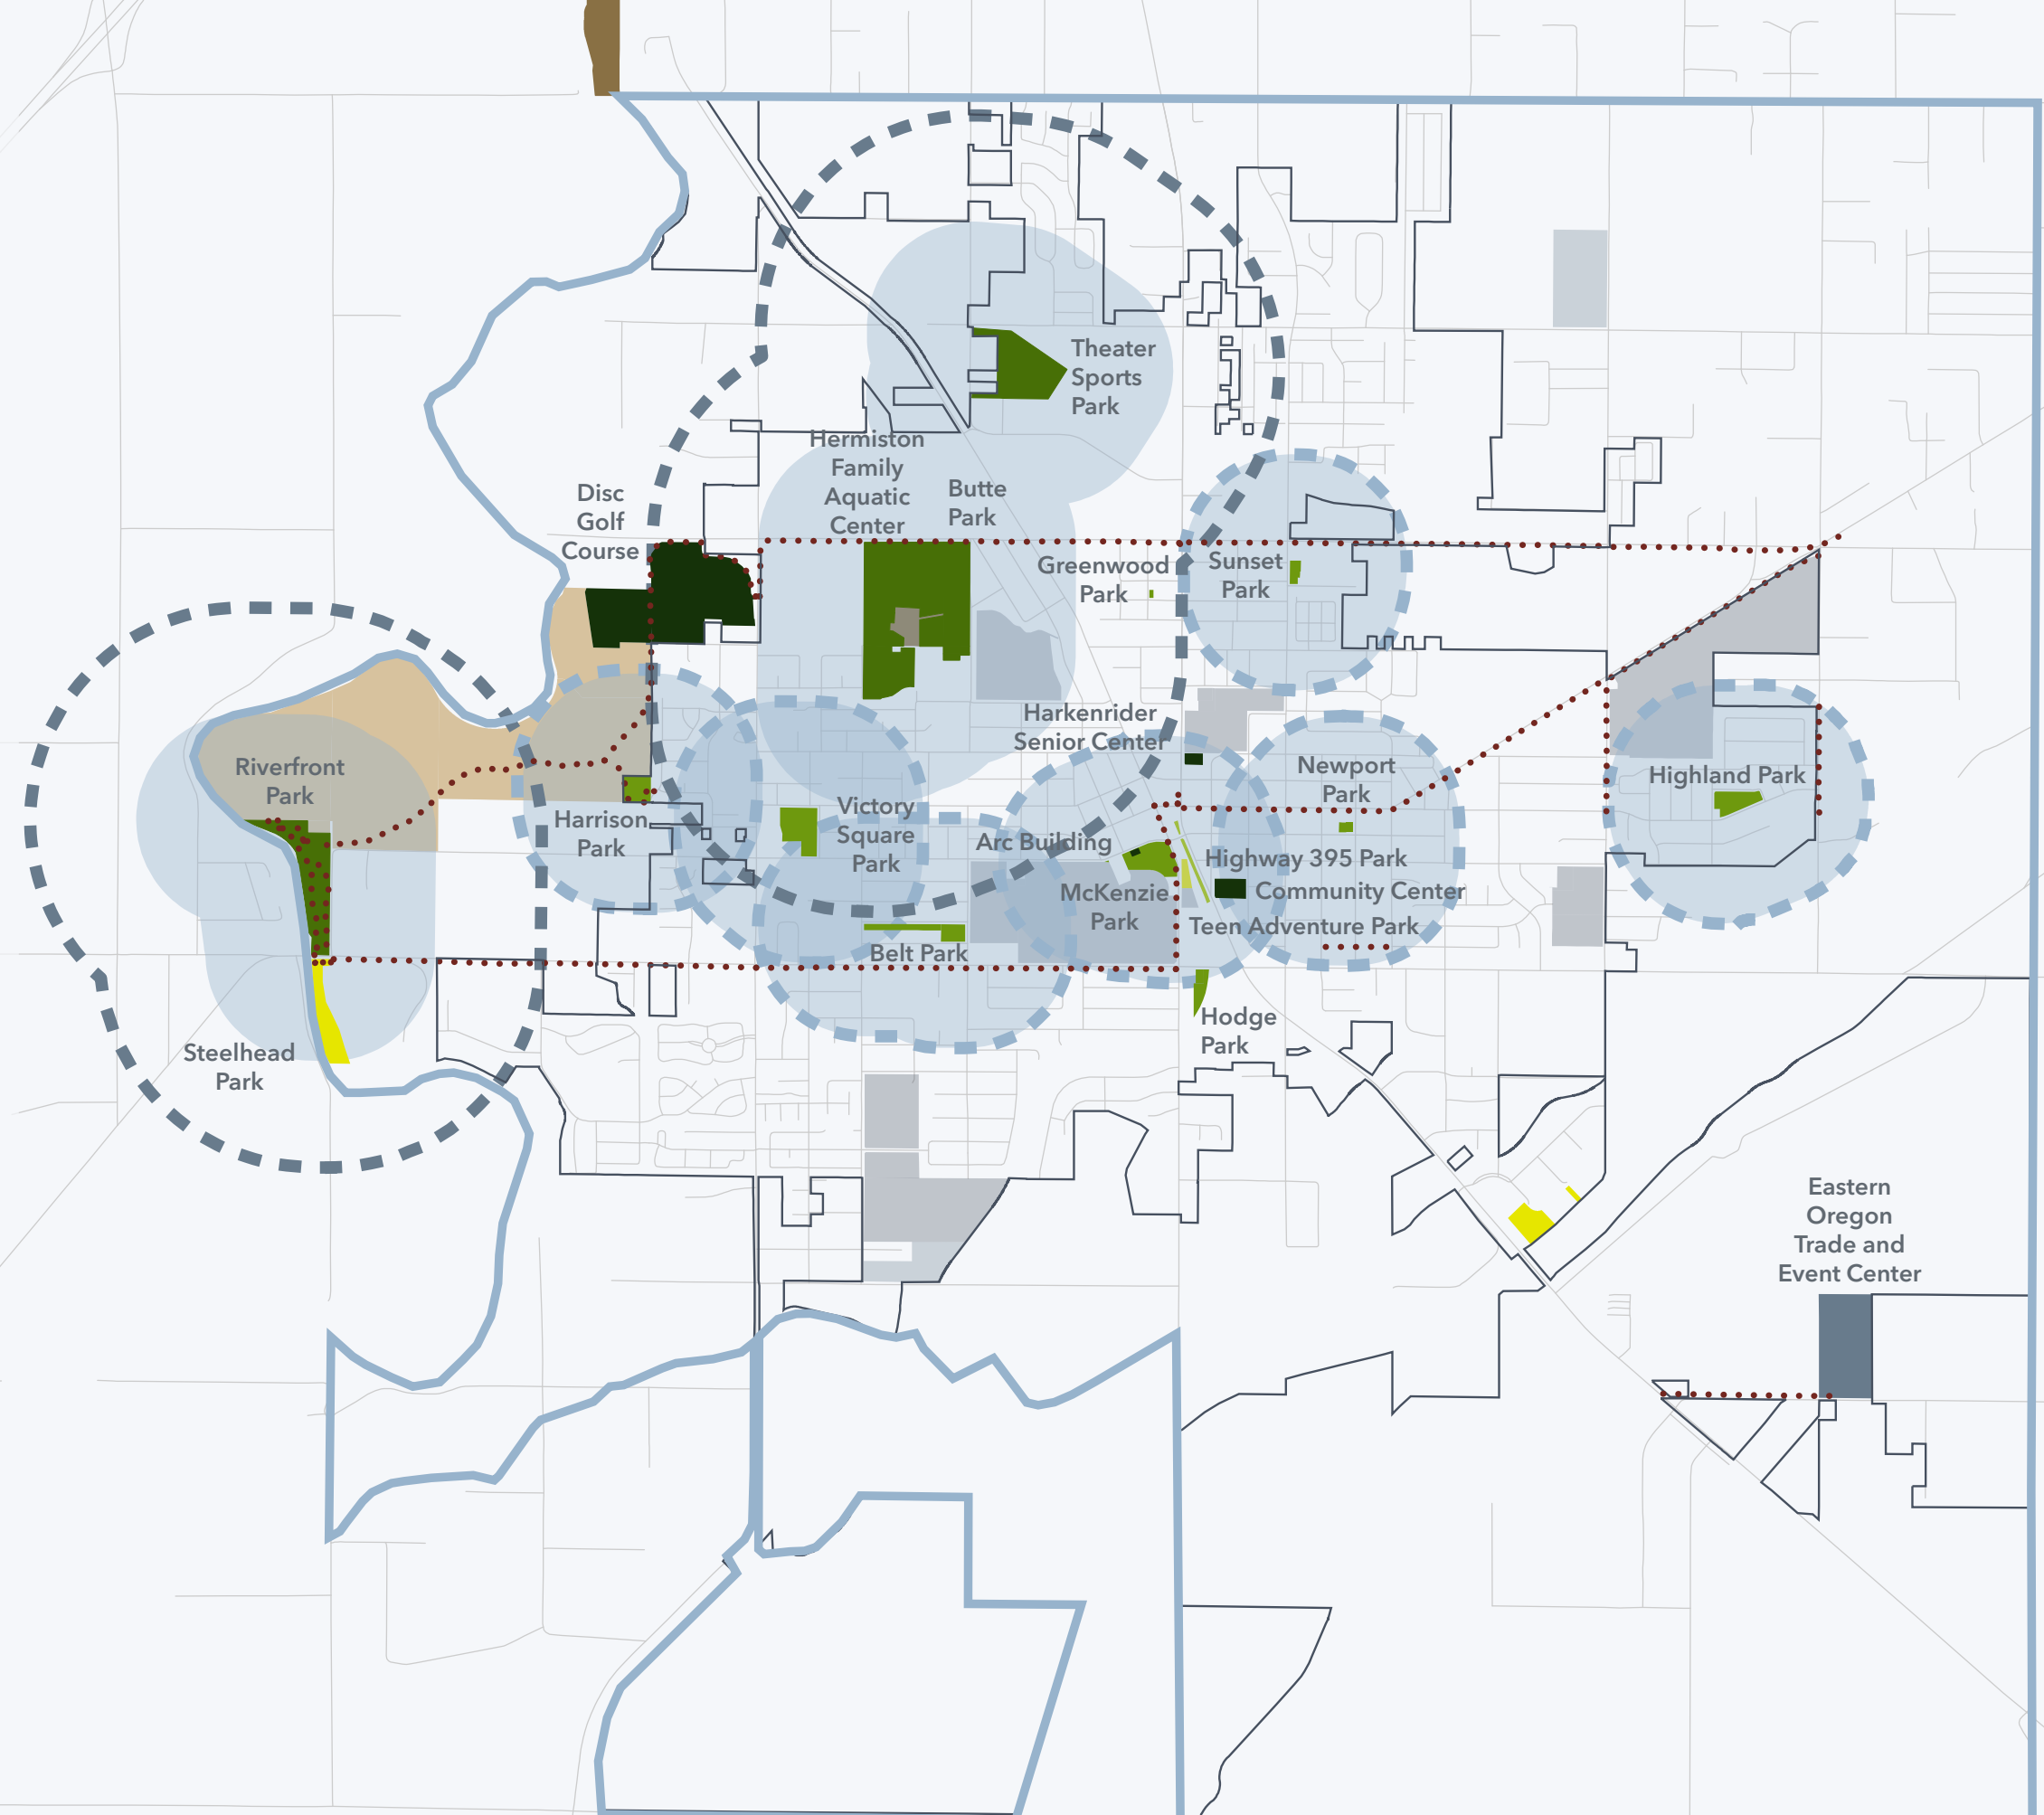 Theater
Sports
Park
Hermiston
Family
Aquatic
Center
Butte
Park
Disc
Golf
Course
Greenwood
Park
Sunset
Park
Harkenrider
Senior Center
Riverfront
Park
Newport
Park
Highland Park
Harrison
Park
Victory
Square
Park
Arc Building
Highway 395 Park
McKenzie
Park
Community Center
Teen Adventure Park
Belt Park
Hodge
Park
Steelhead
Park
Eastern
Oregon
Trade and
Event Center